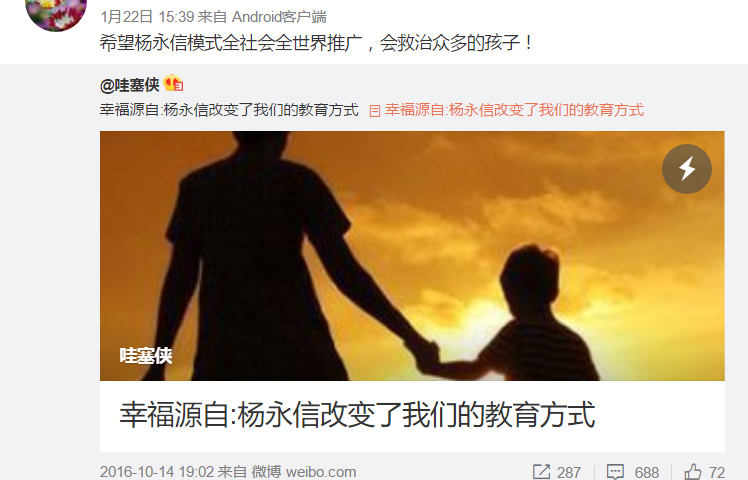 1月22日 15:39 来自 Android客户端
希望杨永信模式全社会全世界推广，会救治众多的孩子！
@哇塞侠
幸福源自:杨永信改变了我们的教育方式 幸福源自:杨永信改变了我们的教育方式
哇塞侠
幸福源自:杨永信改变了我们的教育方式
2016-10-14 19:02 来自 微博 weibo.com 287 688 72